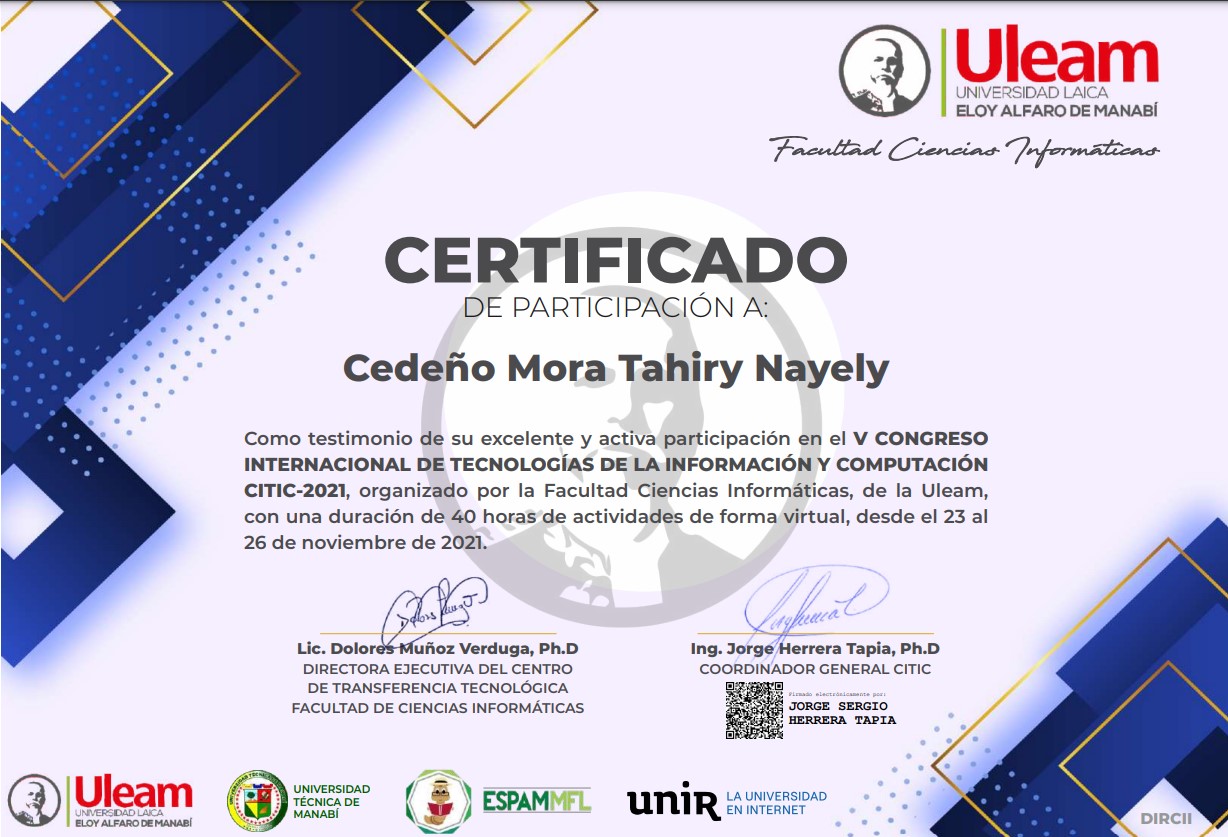 Uleam
UNIVERSIDAD LAICA
ELOY ALFARO DE MANABÍ
Facultad Ciencias Informáticas
CERTIFICADO
DE PARTICIPACIÓN A:
Cedeño Mora Tahiry Nayely
Como testimonio de su excelente y activa participación en el V CONGRESO
INTERNACIONAL DE TECNOLOGÍAS DE LA INFORMACIÓN Y COMPUTACIÓN
CITIC-2021, organizado por la Facultad Ciencias Informáticas, de la Uleam,
con una duración de 40 horas de actividades de forma virtual, desde el 23 al
26 de noviembre de 2021.
Lic. Dolores Muñoz Verduga, Ph.D
DIRECTORA EJECUTIVA DEL CENTRO
DE TRANSFERENCIA TECNOLÓGICA
FACULTAD DE CIENCIAS INFORMÁTICAS
Ing. Jorge Herrera Tapia, Ph.D
COORDINADOR GENERAL CITIC
Firmado electrónicamente por:
JORGE SERGIO
HERRERA TAPIA
Uleam
UNIVERSIDAD LAICA
ELOY ALFARO DE MANABÍ
UNIVERSIDAD
TÉCNICA DE
MANABÍ
ESPAMMFL
unir
LA UNIVERSIDAD
EN INTERNET
DIRCII